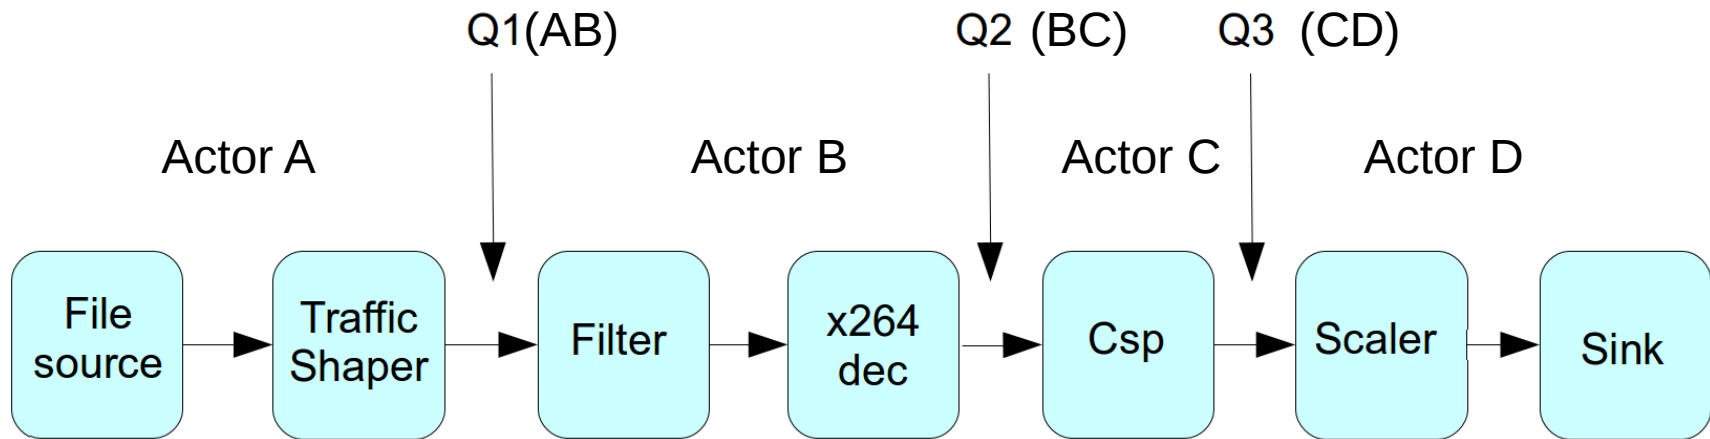 Q1(AB) Q2 (BC) Q3 (CD)
Actor A Actor B Actor C Actor D
File
source
Traffic
Shaper
Filter
x264
dec
Csp
Scaler
Sink